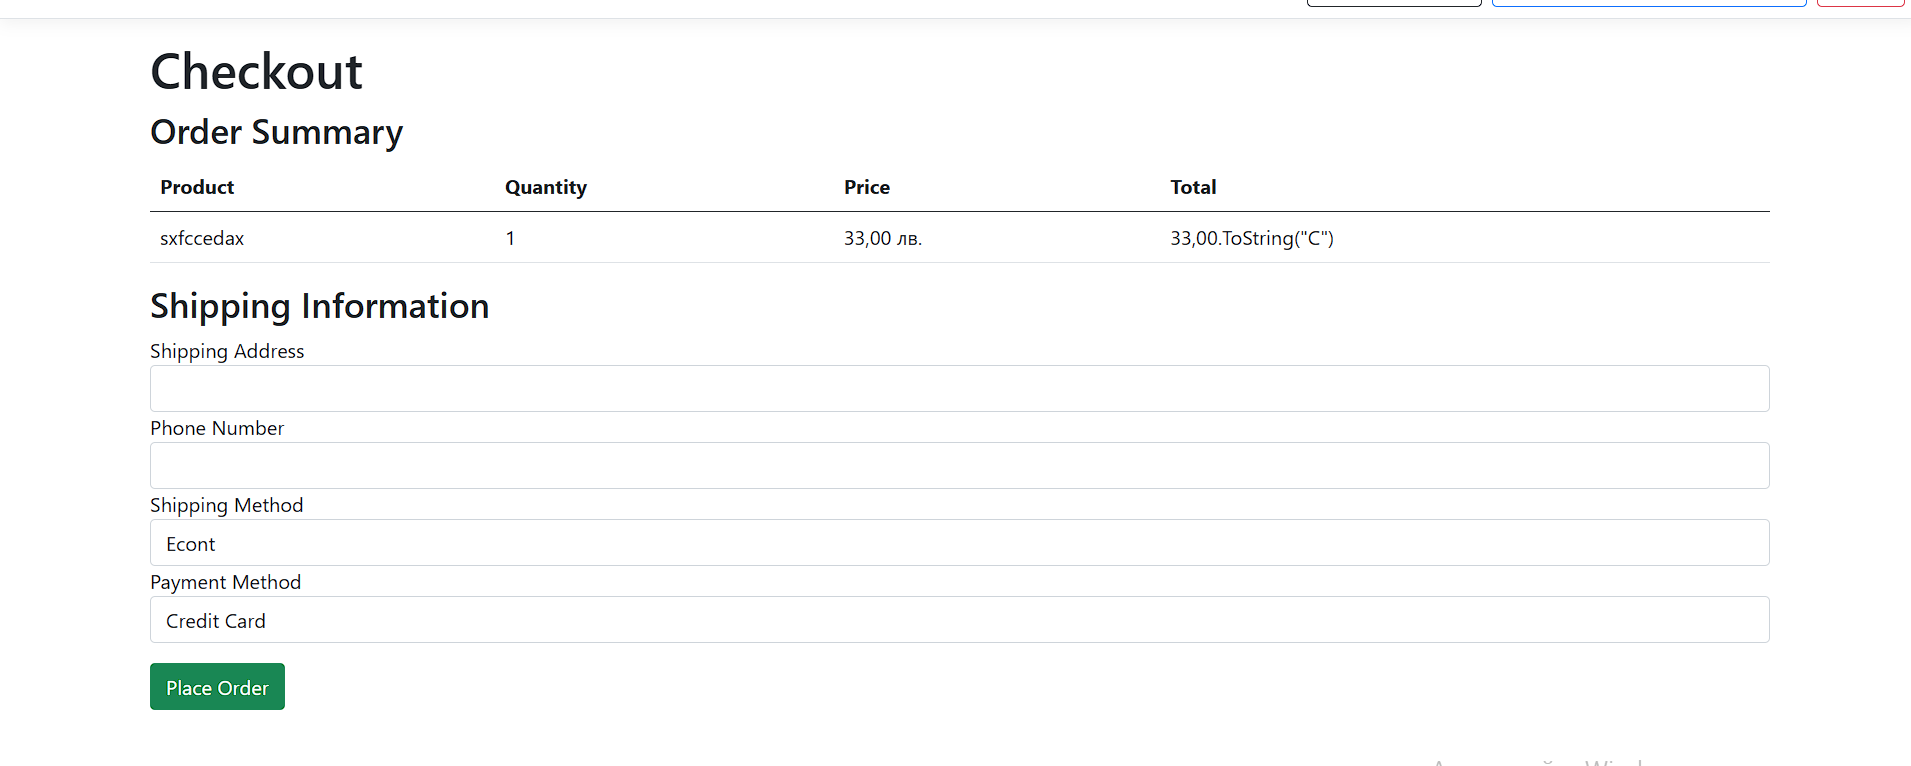 Checkout
Order Summary
Product Quantity Price Total
sxfccedax 1 33,00 лв. 33,00.ToString("C")
Shipping Information
Shipping Address
Phone Number
Shipping Method
Econt
Payment Method
Credit Card
Place Order